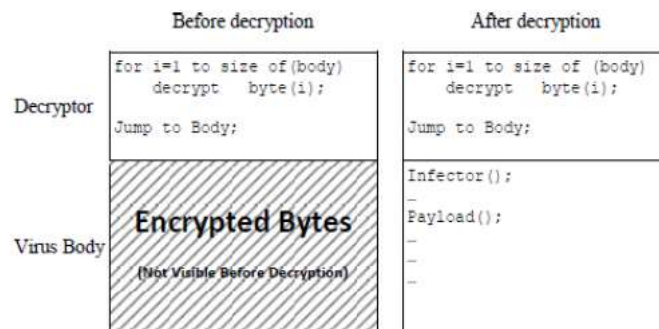 Before decryption
After decryption
Decryptor
for i=1 to size of(body)
decrypt byte(i);
Jump to Body;
for i=1 to size of (body)
decrypt byte(i);
Jump to Body;
Virus Body
Encrypted Bytes
(Not Visible Before Decryption)
Infector();
…
Payload();
…
…
…